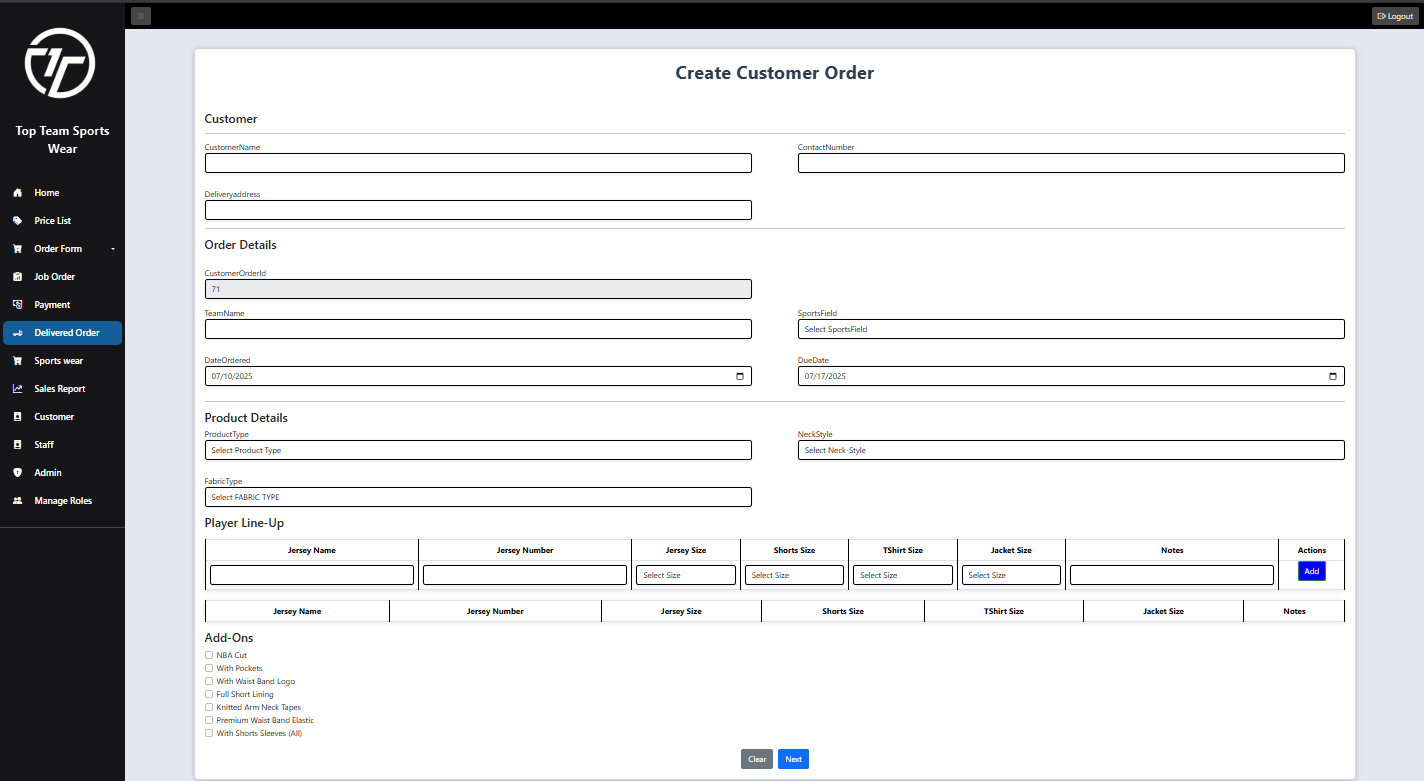 Logout
Top Team Sports
Wear
Home
Price List
Order Form
Job Order
Payment
Delivered Order
Sports wear
Sales Report
Customer
Staff
Admin
Manage Roles
Create Customer Order
Customer
CustomerName ContactNumber
Deliveryaddress
Order Details
CustomerOrderId
71
TeamName SportsField
Select SportsField
DateOrdered DueDate
07/10/2025 07/17/2025
Product Details
ProductType NeckStyle
Select Product Type Select Neck-Style
FabricType
Select FABRIC TYPE
Player Line-Up
Jersey Name Jersey Number Jersey Size Shorts Size TShirt Size Jacket Size Notes Actions
Select Size Select Size Select Size Select Size Add
Jersey Name Jersey Number Jersey Size Shorts Size TShirt Size Jacket Size Notes
Add-Ons
NBA Cut
With Pockets
With Waist Band Logo
Full Short Lining
Knitted Arm Neck Tapes
Premium Waist Band Elastic
With Shorts Sleeves (All)
Clear Next